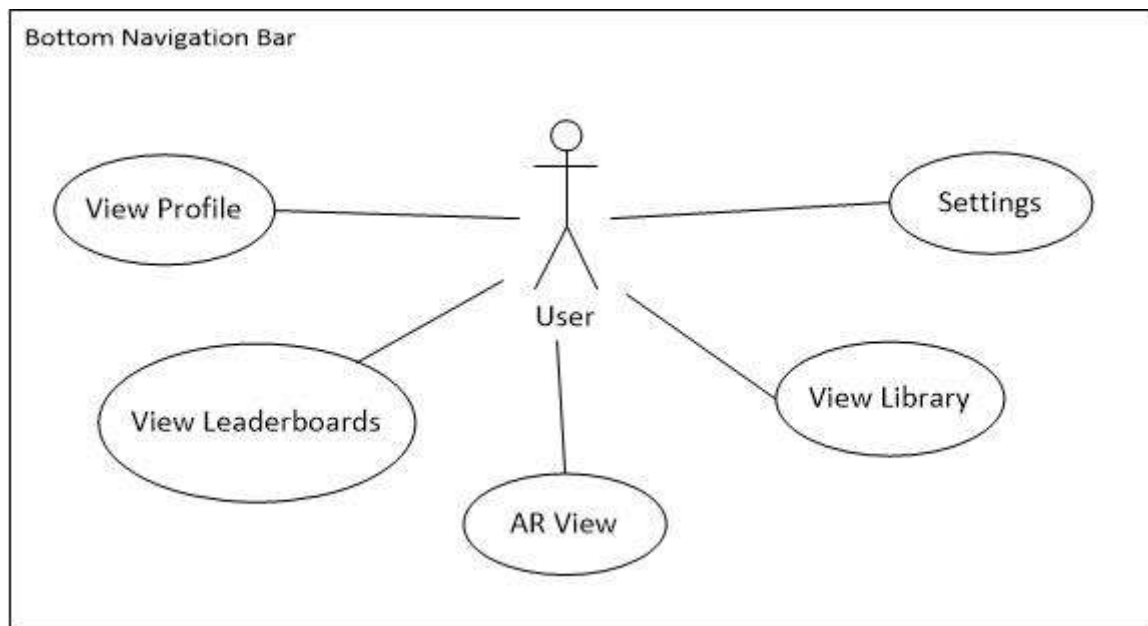 Bottom Navigation Bar
View Profile
Settings
User
View Leaderboards
View Library
AR View